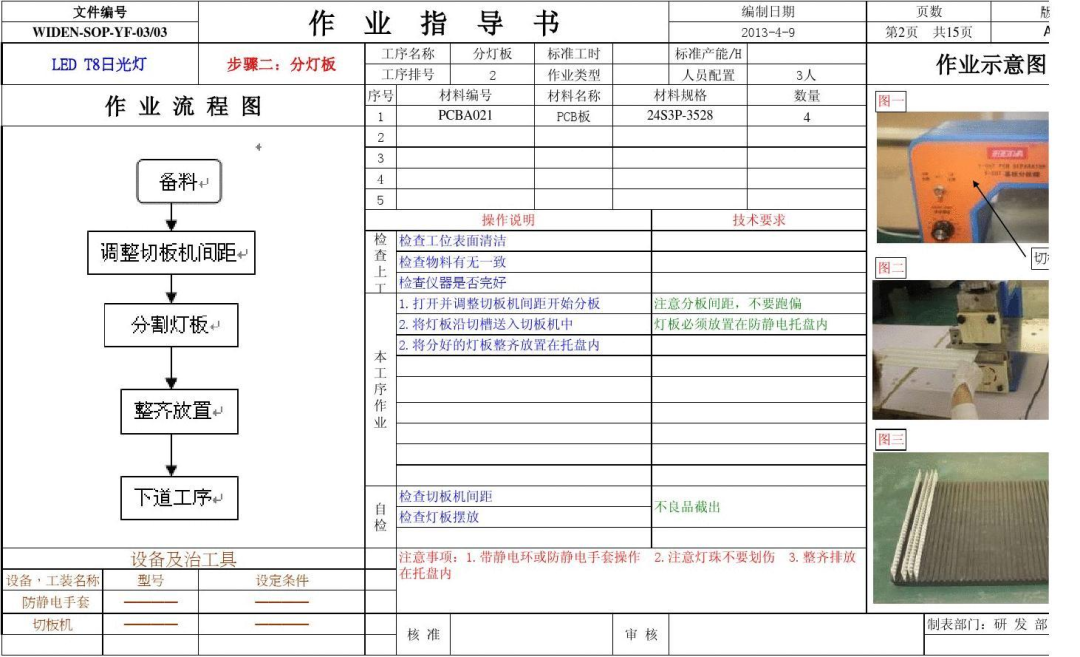 文件编号
WIDEN-SOP-YF-03/03
作 业 指 导 书
编制日期
2013-4-9
页数
第2页 共15页
LED T8日光灯
步骤二：分灯板
工序名称 分灯板 标准工时 标准产能/H
工序排号 2 作业类型 人员配置 3人
作业示意图
作 业 流 程 图
序号 材料编号 材料名称 材料规格 数量
1 PCBA021 PCB板 24S3P-3528 4
2
3
4
5
备料
调整切板机间距
分割灯板
整齐放置
下道工序
操作说明 技术要求
检查上工
检查工位表面清洁
检查物料有无一致
检查仪器是否完好
本工序作业
1.打开并调整切板机间距开始分板 注意分板间距，不要跑偏
2.将灯板沿切槽送入切板机中 灯板必须放置在防静电托盘内
2.将分好的灯板整齐放置在托盘内
自检
检查切板机间距
检查灯板摆放
不良品截出
图一
切
图二
图三
设备及治工具
设备，工装名称 型号 设定条件
防静电手套
切板机
注意事项：1.带静电环或防静电手套操作 2.注意灯珠不要划伤 3.整齐排放
在托盘内
核 准
审 核
制表部门：研 发 部